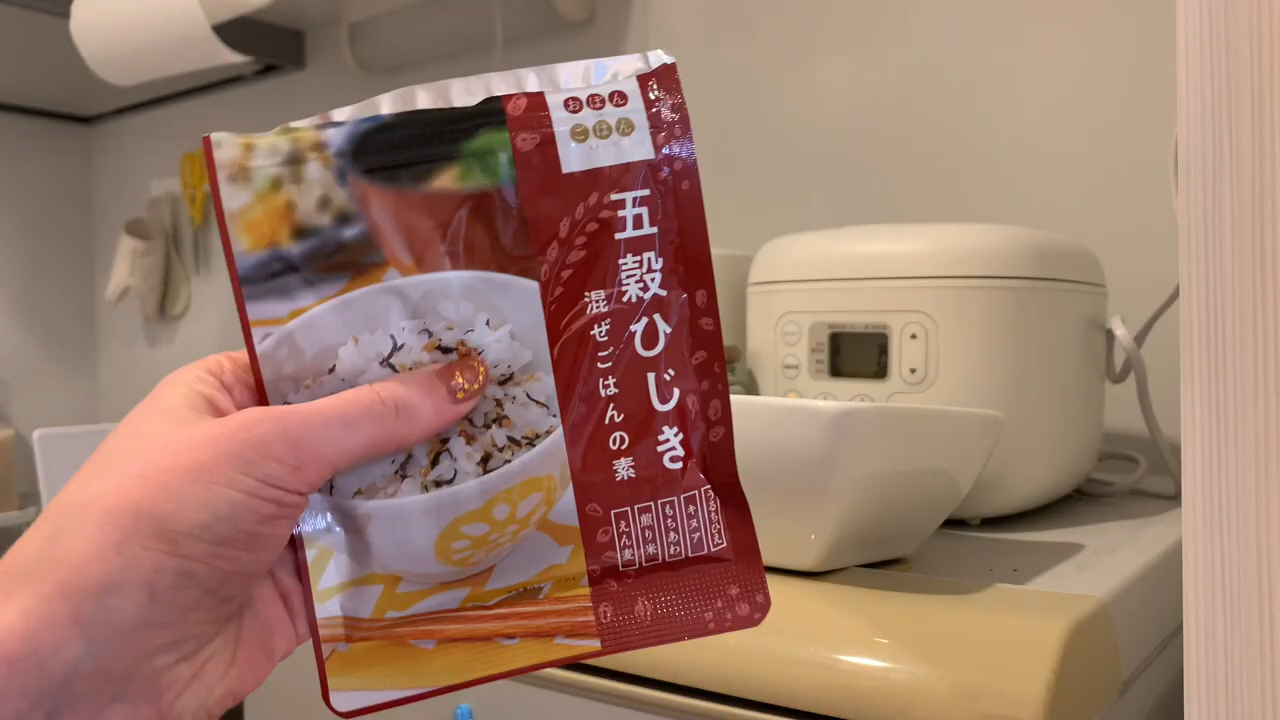 おぼん
ごはん
五穀ひじき
混ぜごはんの素
うるちひえ
キヌア
もちあわ
煎り米
えん麦